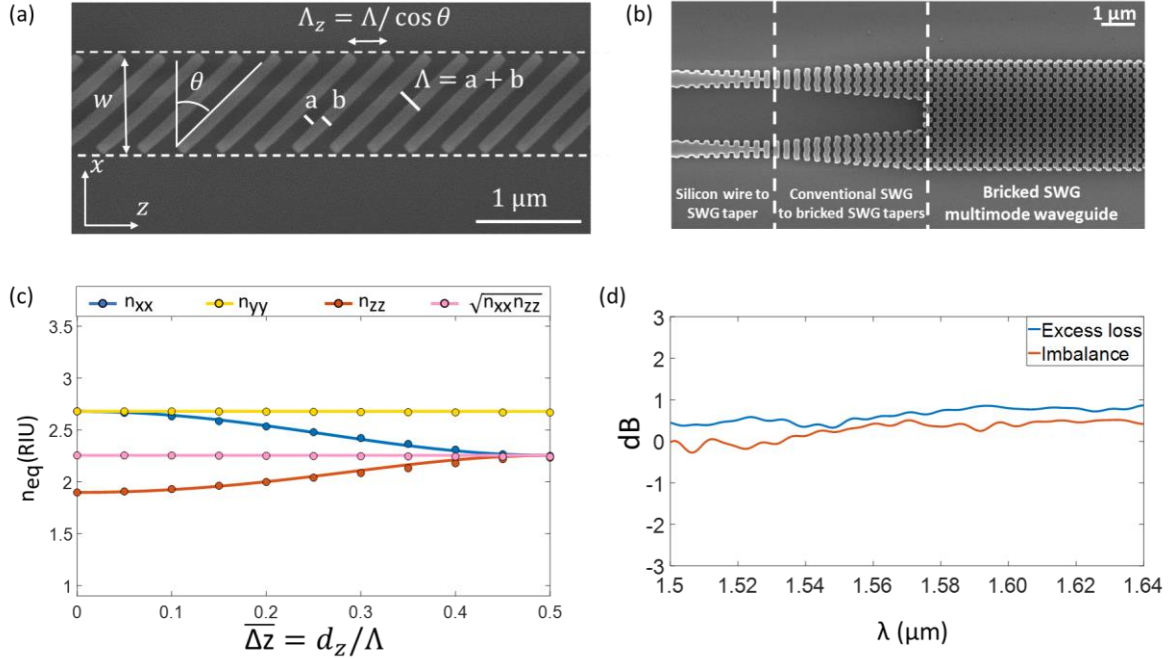 (a)
Λz = Λ/ cos θ
w
θ
a
b
Λ = a + b
x
z
1 μm
(b)
1 μm
Silicon wire to
SWG taper
Conventional SWG
to bricked SWG tapers
Bricked SWG
multimode waveguide
(c)
nxx
nyy
nzz
√nxxnzz
neq(RIU)
3.5
3
2.5
2
1.5
1
0
0.1
0.2
0.3
0.4
0.5
Δz = dz/Λ
(d)
Excess loss
Imbalance
dB
3
2
1
0
-1
-2
-3
1.5
1.52
1.54
1.56
1.58
1.60
1.62
1.64
λ (μm)